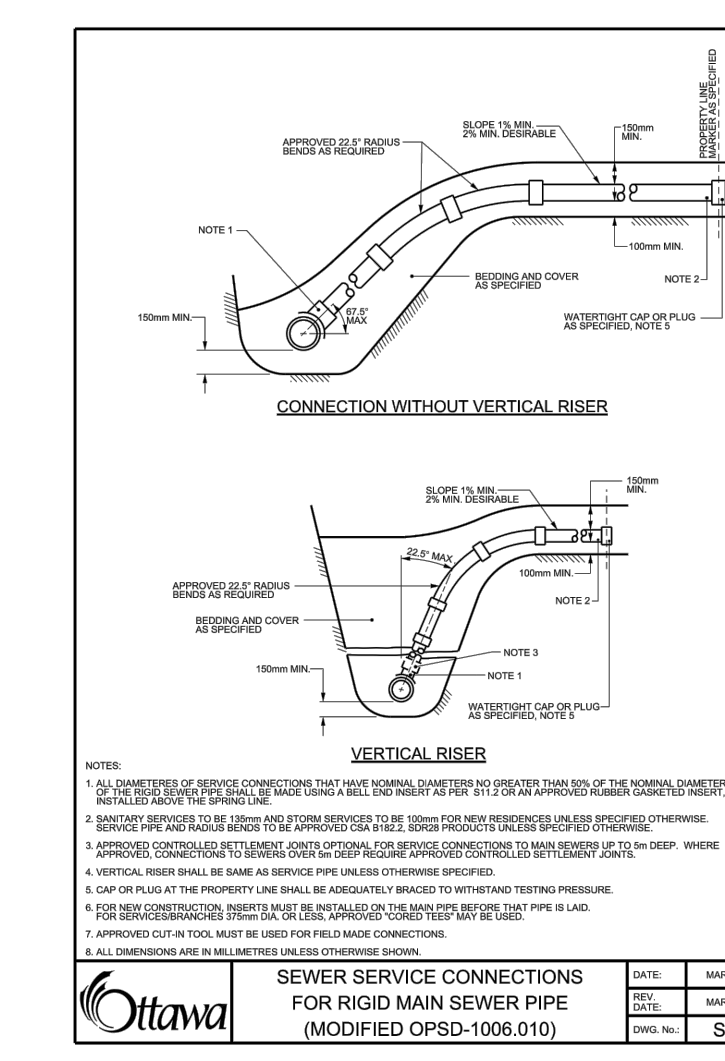 PROPERTY LINE
MARKER AS SPECIFIED
SLOPE 1% MIN.
2% MIN. DESIRABLE
150mm
MIN.
APPROVED 22.5° RADIUS
BENDS AS REQUIRED
NOTE 1
100mm MIN.
BEDDING AND COVER
AS SPECIFIED
NOTE 2
150mm MIN.
67.5°
MAX
WATERTIGHT CAP OR PLUG
AS SPECIFIED, NOTE 5
CONNECTION WITHOUT VERTICAL RISER
SLOPE 1% MIN.
2% MIN. DESIRABLE
150mm
MIN.
22.5° MAX
100mm MIN.
APPROVED 22.5° RADIUS
BENDS AS REQUIRED
NOTE 2
BEDDING AND COVER
AS SPECIFIED
NOTE 3
150mm MIN.
NOTE 1
WATERTIGHT CAP OR PLUG
AS SPECIFIED, NOTE 5
VERTICAL RISER
NOTES:
1. ALL DIAMETERES OF SERVICE CONNECTIONS THAT HAVE NOMINAL DIAMETERS NO GREATER THAN 50% OF THE NOMINAL DIAMETER
OF THE RIGID SEWER PIPE SHALL BE MADE USING A BELL END INSERT AS PER S11.2 OR AN APPROVED RUBBER GASKETED INSERT,
INSTALLED ABOVE THE SPRING LINE.
2. SANITARY SERVICES TO BE 135mm AND STORM SERVICES TO BE 100mm FOR NEW RESIDENCES UNLESS SPECIFIED OTHERWISE.
SERVICE PIPE AND RADIUS BENDS TO BE APPROVED CSA B182.2, SDR28 PRODUCTS UNLESS SPECIFIED OTHERWISE.
3. APPROVED CONTROLLED SETTLEMENT JOINTS OPTIONAL FOR SERVICE CONNECTIONS TO MAIN SEWERS UP TO 5m DEEP. WHERE
APPROVED, CONNECTIONS TO SEWERS OVER 5m DEEP REQUIRE APPROVED CONTROLLED SETTLEMENT JOINTS.
4. VERTICAL RISER SHALL BE SAME AS SERVICE PIPE UNLESS OTHERWISE SPECIFIED.
5. CAP OR PLUG AT THE PROPERTY LINE SHALL BE ADEQUATELY BRACED TO WITHSTAND TESTING PRESSURE.
6. FOR NEW CONSTRUCTION, INSERTS MUST BE INSTALLED ON THE MAIN PIPE BEFORE THAT PIPE IS LAID.
FOR SERVICES/BRANCHES 375mm DIA. OR LESS, APPROVED "CORED TEES" MAY BE USED.
7. APPROVED CUT-IN TOOL MUST BE USED FOR FIELD MADE CONNECTIONS.
8. ALL DIMENSIONS ARE IN MILLIMETRES UNLESS OTHERWISE SHOWN.
Ottawa
SEWER SERVICE CONNECTIONS
FOR RIGID MAIN SEWER PIPE
(MODIFIED OPSD-1006.010)
DATE: MAR
REV.
DATE: MAR
DWG. No.: S